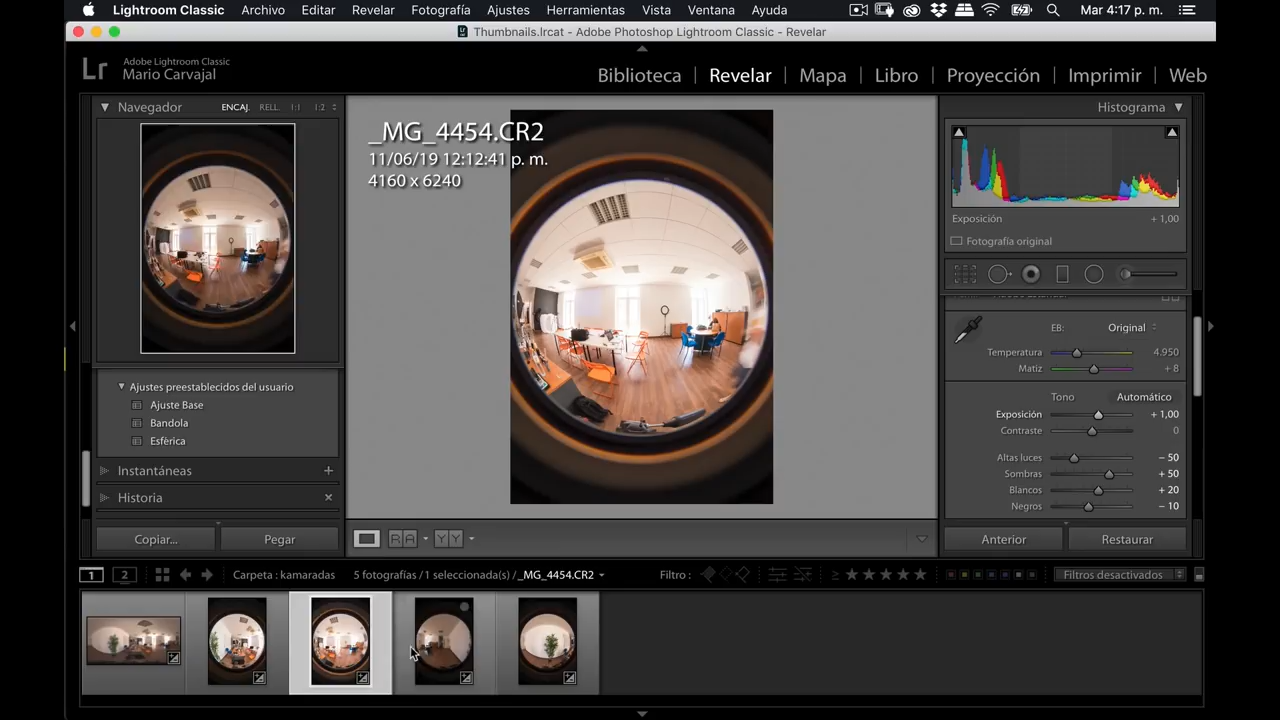 Lightroom Classic Archivo Editar Revelar Fotografía Ajustes Herramientas Vista Ventana Ayuda Mar 4:17 p. m.
Thumbnails.lrcat - Adobe Photoshop Lightroom Classic - Revelar
Lr Adobe Lightroom Classic
Mario Carvajal
Biblioteca | Revelar | Mapa | Libro | Proyección | Imprimir | Web
Navegador ENCAJ. RELL. 1:1 1:2
_MG_4454.CR2
11/06/19 12:12:41 p. m.
4160 x 6240
Histograma
Exposición + 1,00
Fotografía original
EB: Original
Temperatura 4.950
Matiz + 8
Tono Automático
Exposición + 1,00
Contraste 0
Altas luces – 50
Sombras + 50
Blancos + 20
Negros – 10
Ajustes preestablecidos del usuario
Ajuste Base
Bandola
Esférica
Instantáneas +
Historia ×
Copiar... Pegar
R A Y Y
Anterior Restaurar
1 2 Carpeta : kamaradas 5 fotografías / 1 seleccionada(s) / _MG_4454.CR2 Filtro : ≥ Filtros desactivados